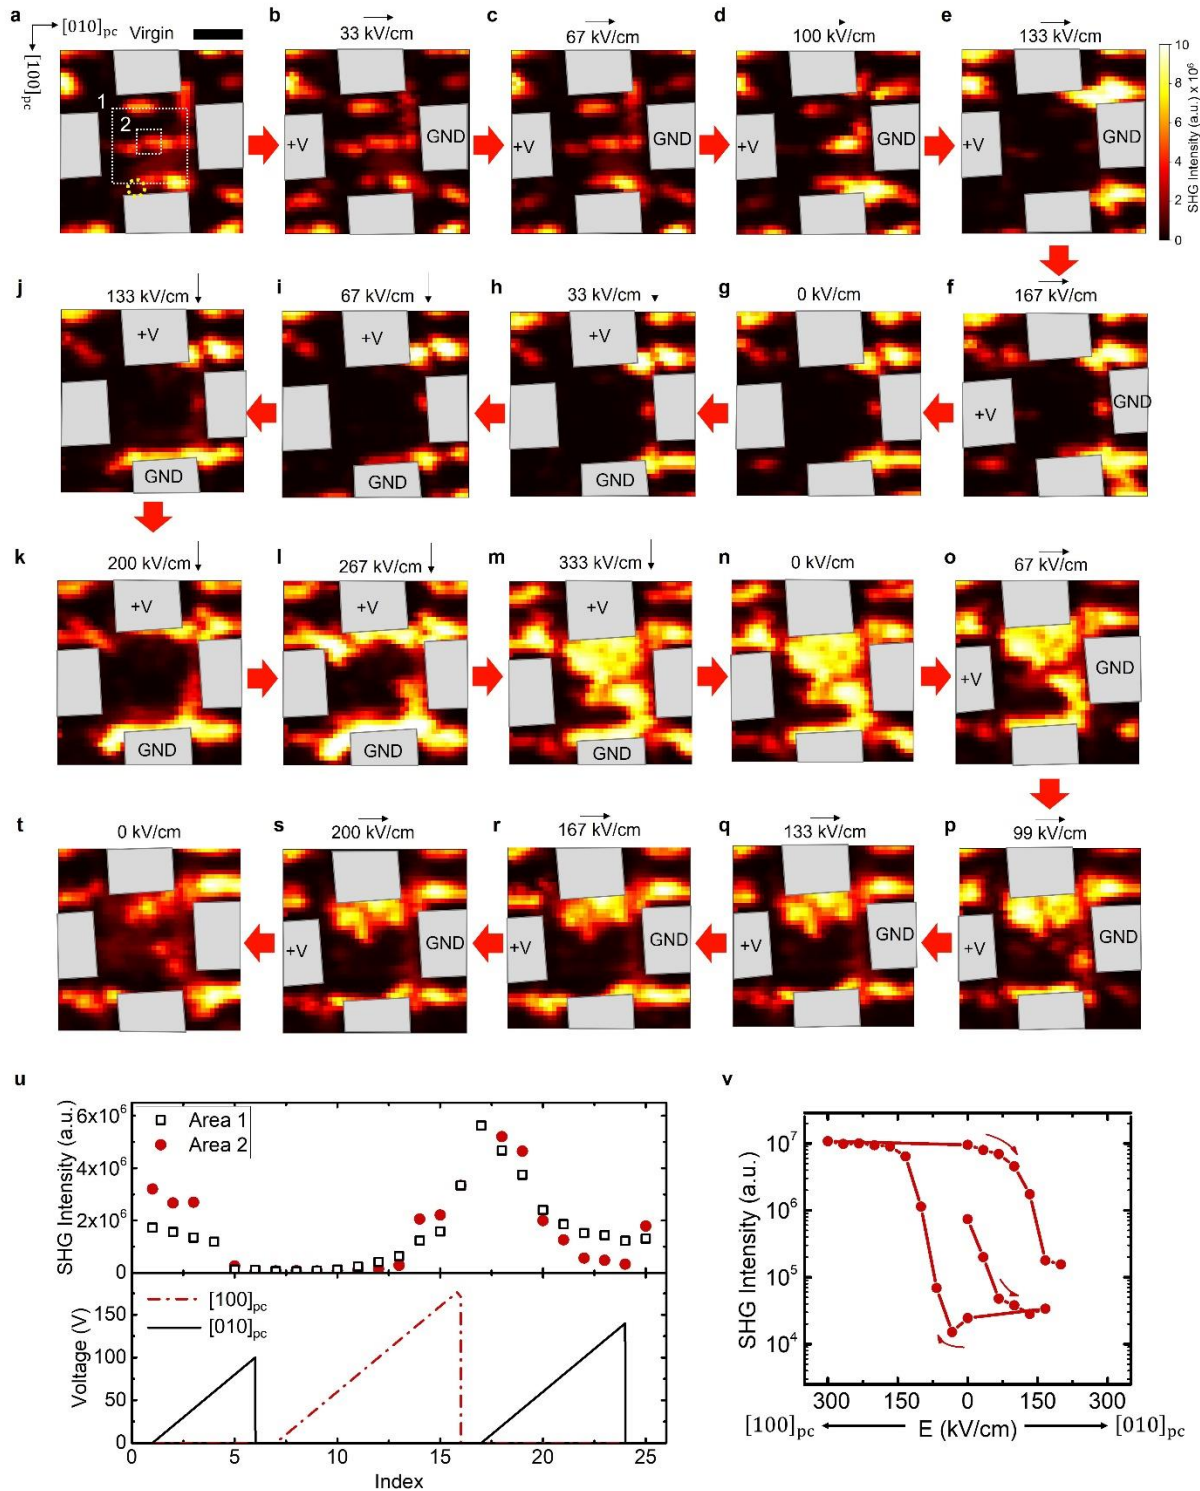 a
[010]pc
[100]pc
Virgin
1
2
b
33 kV/cm
+V
GND
c
67 kV/cm
+V
GND
d
100 kV/cm
+V
GND
e
133 kV/cm
+V
GND
10
8
6
4
2
0
SHG Intensity (a.u.) x 10⁶
j
133 kV/cm
+V
GND
i
67 kV/cm
+V
GND
h
33 kV/cm
+V
GND
g
0 kV/cm
f
167 kV/cm
+V
GND
k
200 kV/cm
+V
GND
l
267 kV/cm
+V
GND
m
333 kV/cm
+V
GND
n
0 kV/cm
o
67 kV/cm
+V
GND
t
0 kV/cm
s
200 kV/cm
+V
GND
r
167 kV/cm
+V
GND
q
133 kV/cm
+V
GND
p
99 kV/cm
+V
GND
u
6x10⁶
4x10⁶
2x10⁶
0
SHG Intensity (a.u.)
Area 1
Area 2
150
100
50
0
Voltage (V)
[100]pc
[010]pc
0 5 10 15 20 25
Index
v
10⁷
10⁶
10⁵
10⁴
SHG Intensity (a.u.)
300 150 0 150 300
[100]pc E (kV/cm) [010]pc